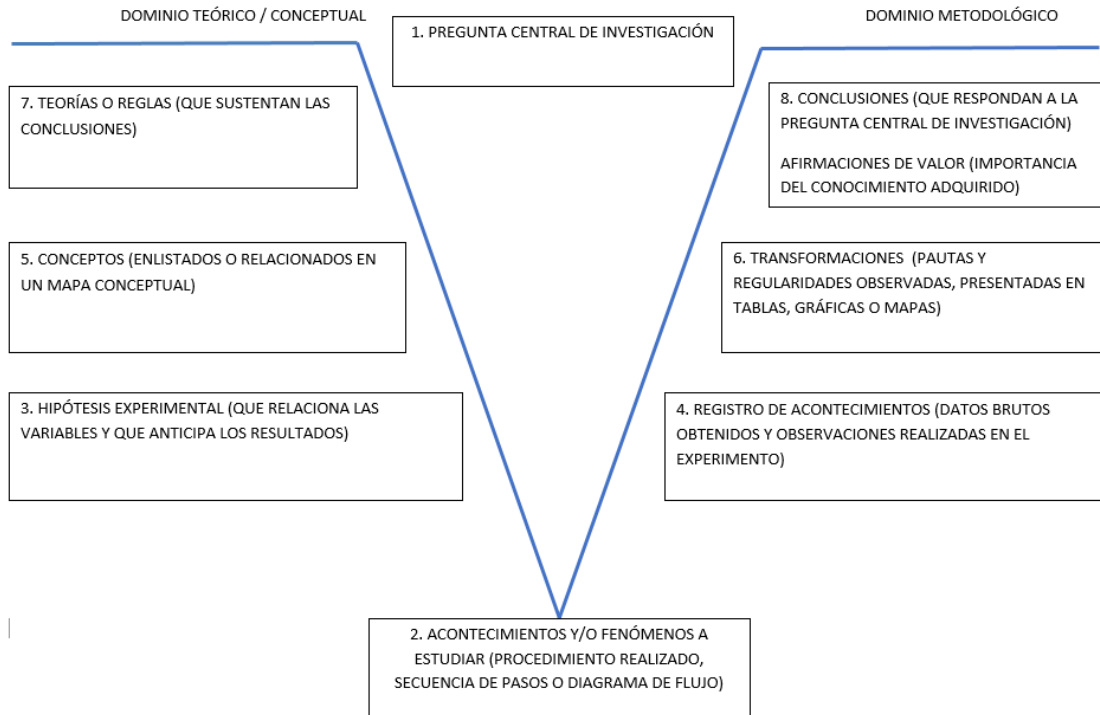 DOMINIO TEÓRICO / CONCEPTUAL
DOMINIO METODOLÓGICO
1. PREGUNTA CENTRAL DE INVESTIGACIÓN
7. TEORÍAS O REGLAS (QUE SUSTENTAN LAS
CONCLUSIONES)
8. CONCLUSIONES (QUE RESPONDAN A LA
PREGUNTA CENTRAL DE INVESTIGACIÓN)
AFIRMACIONES DE VALOR (IMPORTANCIA
DEL CONOCIMIENTO ADQUIRIDO)
5. CONCEPTOS (ENLISTADOS O RELACIONADOS EN
UN MAPA CONCEPTUAL)
6. TRANSFORMACIONES (PAUTAS Y
REGULARIDADES OBSERVADAS, PRESENTADAS EN
TABLAS, GRÁFICAS O MAPAS)
3. HIPÓTESIS EXPERIMENTAL (QUE RELACIONA LAS
VARIABLES Y QUE ANTICIPA LOS RESULTADOS)
4. REGISTRO DE ACONTECIMIENTOS (DATOS BRUTOS
OBTENIDOS Y OBSERVACIONES REALIZADAS EN EL
EXPERIMENTO)
2. ACONTECIMIENTOS Y/O FENÓMENOS A
ESTUDIAR (PROCEDIMIENTO REALIZADO,
SECUENCIA DE PASOS O DIAGRAMA DE FLUJO)